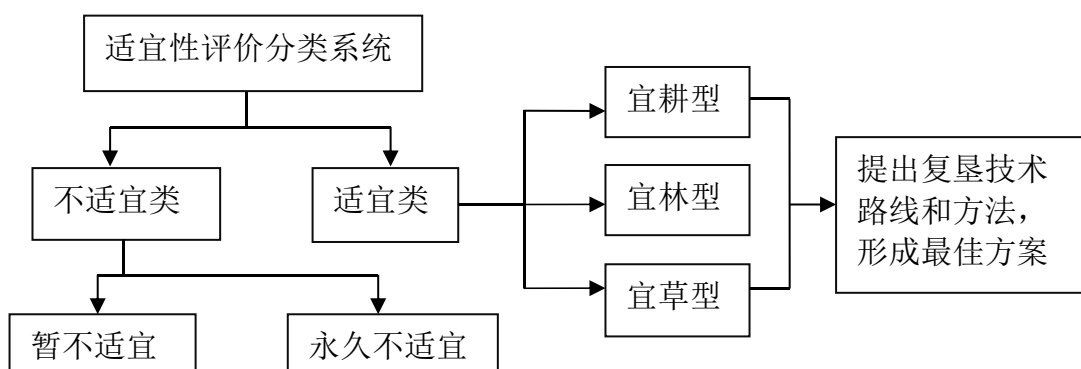 适宜性评价分类系统
不适宜类
适宜类
暂不适宜
永久不适宜
宜耕型
宜林型
宜草型
提出复垦技术
路线和方法，
形成最佳方案